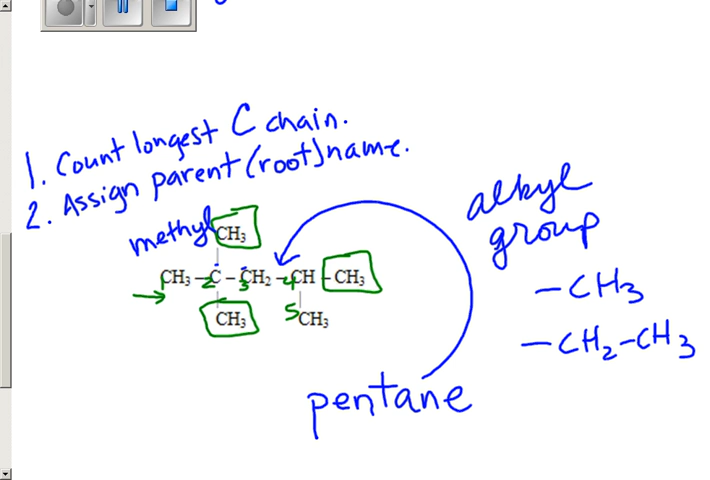 1. Count longest C chain.
2. Assign parent (root) name.
alkyl
group
methyl CH₃
CH₃ – C – CH₂ – CH – CH₃
1 2 3 4
CH₃ 5 CH₃
– CH₃
– CH₂ – CH₃
pentane